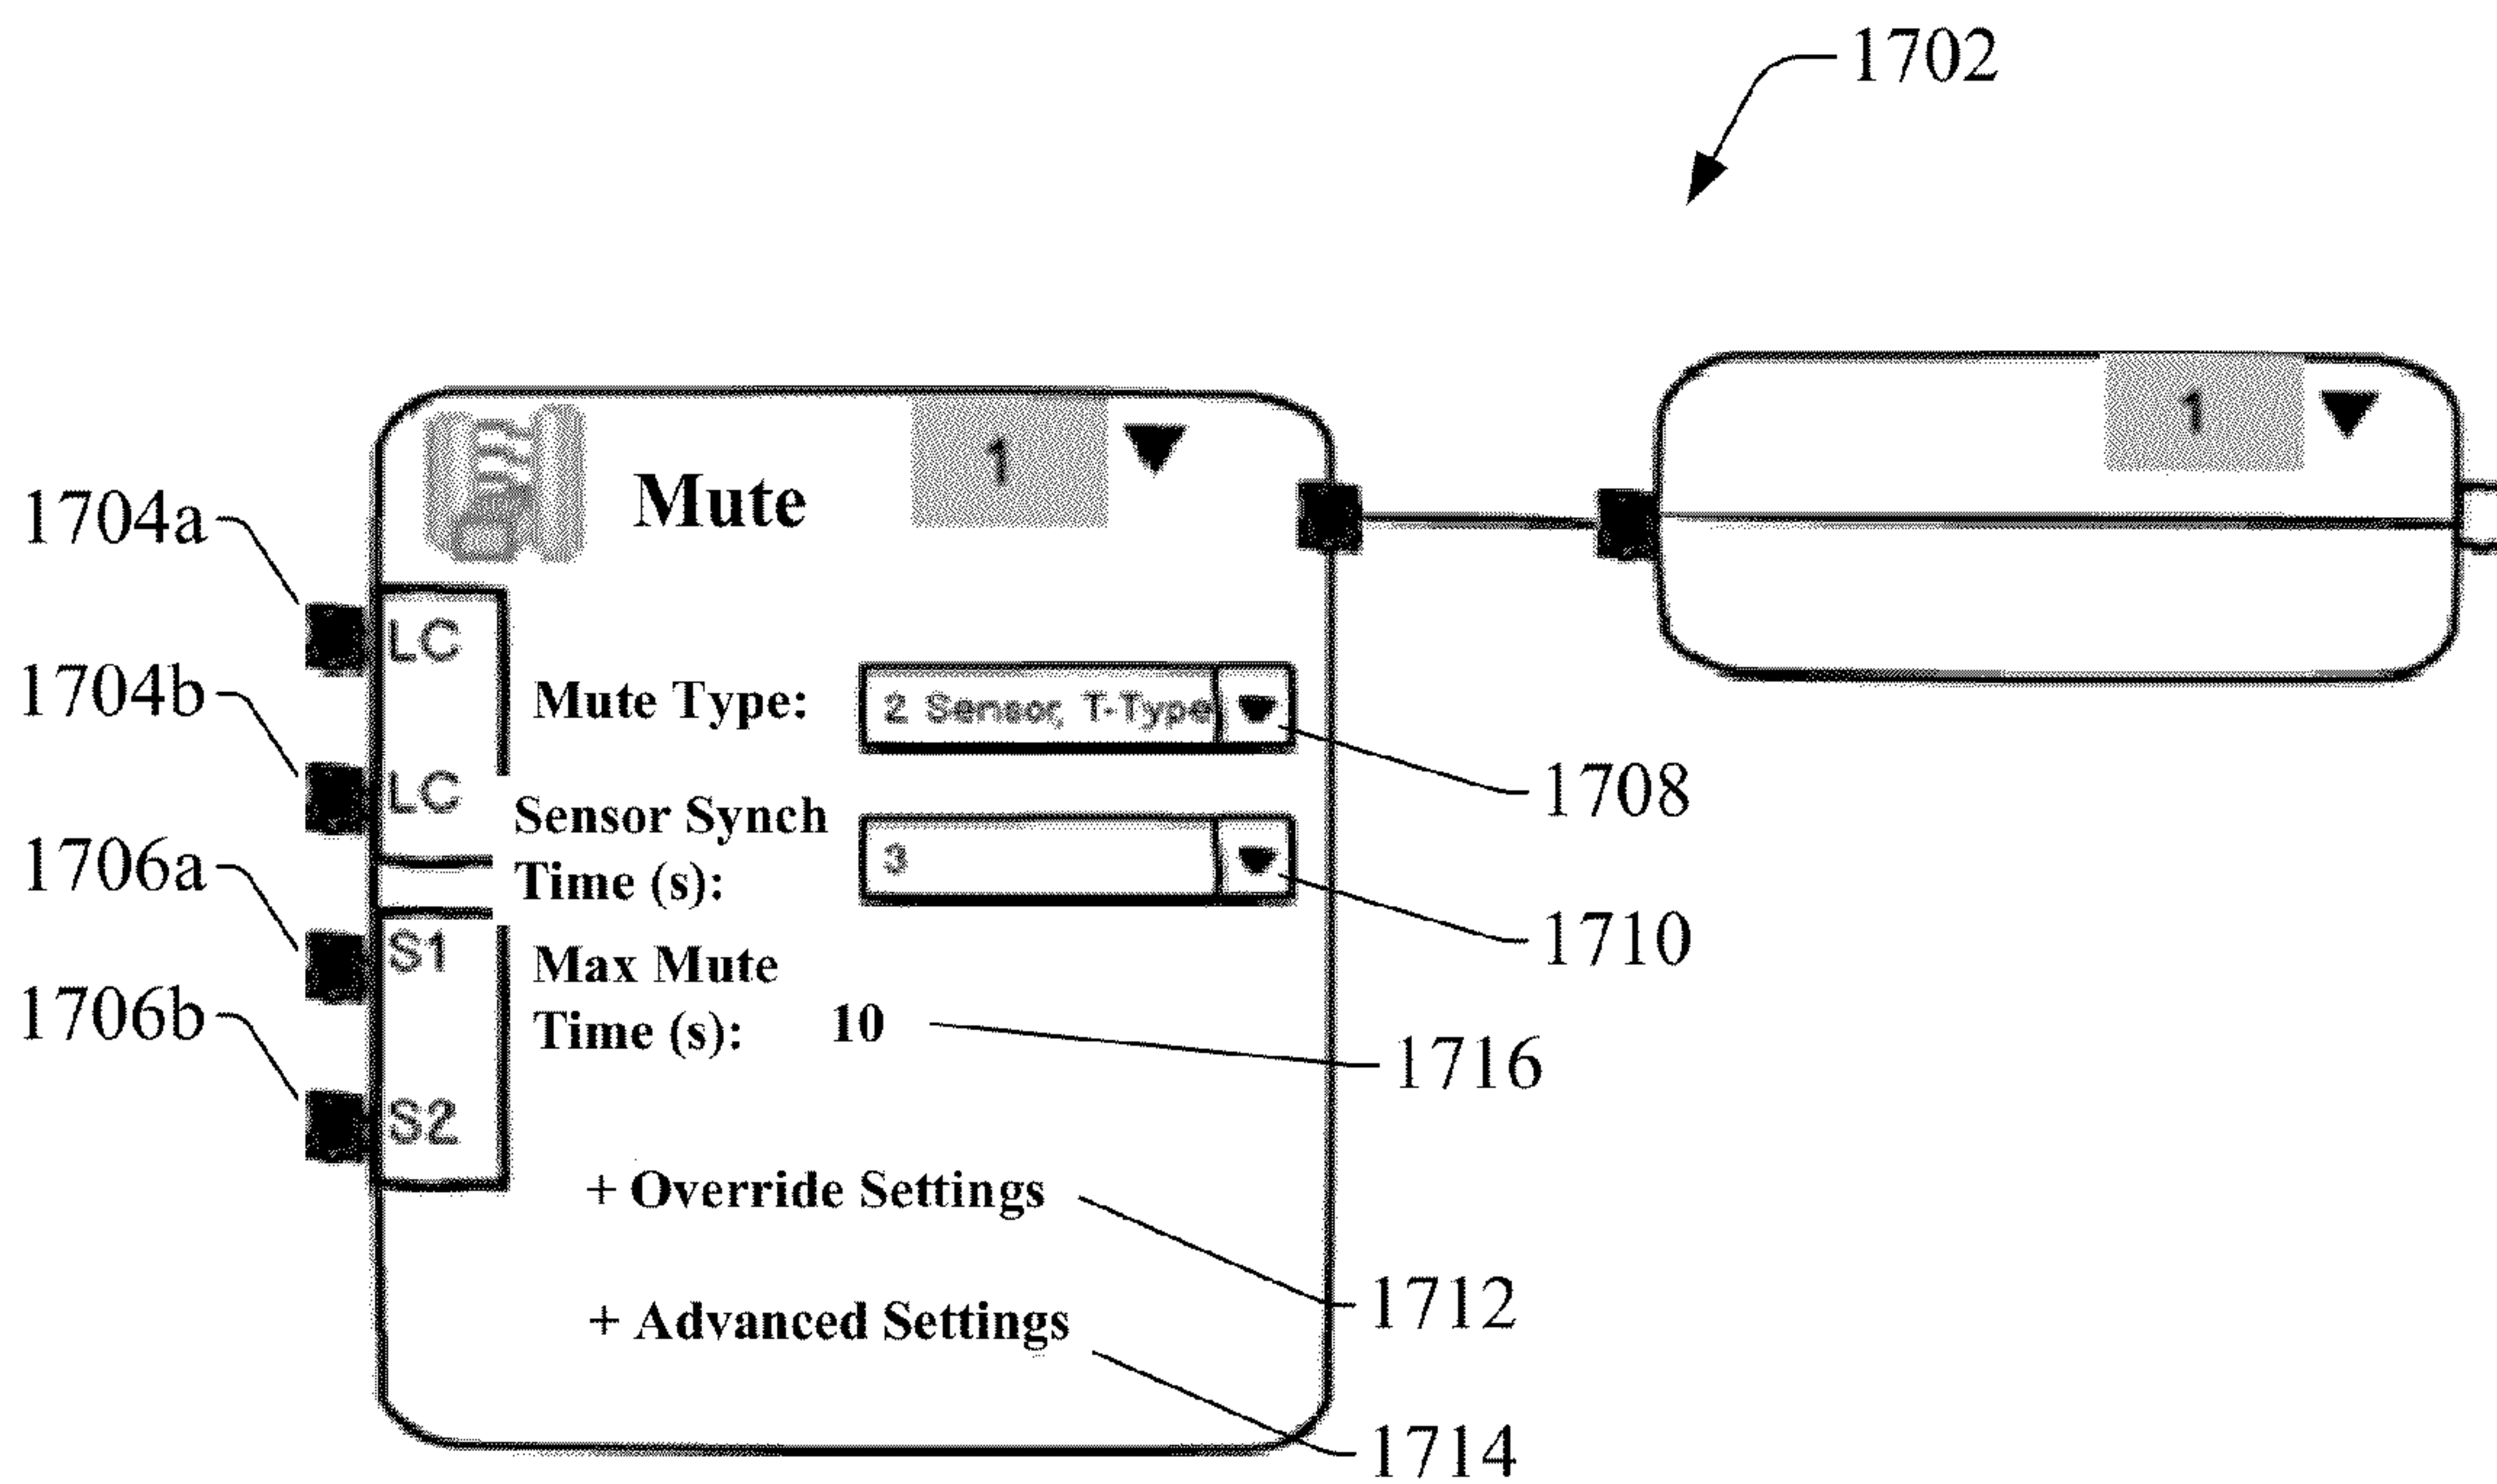 1702
1
1
Mute
1704a
LC
1704b
Mute Type:
2 Sensor, T-Type
1708
LC
Sensor Synch
Time (s):
3
1706a
1710
S1
Max Mute
Time (s):
10
1706b
1716
S2
+ Override Settings
1712
+ Advanced Settings
1714